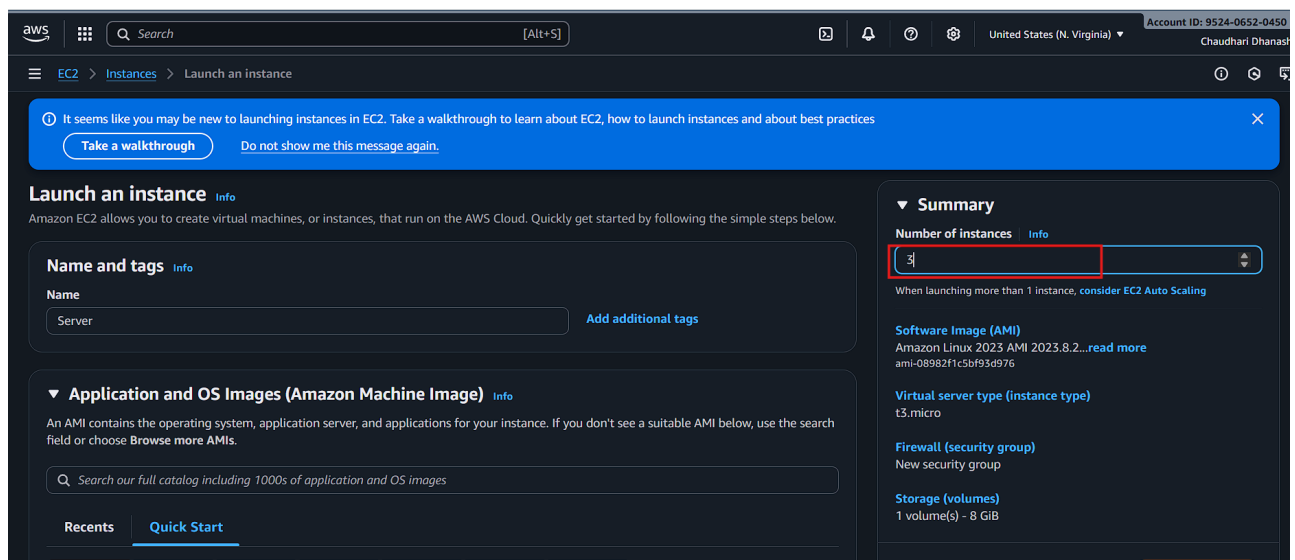 aws
Search [Alt+S]
United States (N. Virginia)
Account ID: 9524-0652-0450
Chaudhari Dhanash
EC2 > Instances > Launch an instance
It seems like you may be new to launching instances in EC2. Take a walkthrough to learn about EC2, how to launch instances and about best practices
Take a walkthrough Do not show me this message again.
Launch an instance Info
Amazon EC2 allows you to create virtual machines, or instances, that run on the AWS Cloud. Quickly get started by following the simple steps below.
Name and tags Info
Name
Server
Add additional tags
Application and OS Images (Amazon Machine Image) Info
An AMI contains the operating system, application server, and applications for your instance. If you don't see a suitable AMI below, use the search
field or choose Browse more AMIs.
Search our full catalog including 1000s of application and OS images
Recents Quick Start
Summary
Number of instances Info
3
When launching more than 1 instance, consider EC2 Auto Scaling
Software Image (AMI)
Amazon Linux 2023 AMI 2023.8.2...read more
ami-08982f1c5bf93d976
Virtual server type (instance type)
t3.micro
Firewall (security group)
New security group
Storage (volumes)
1 volume(s) - 8 GiB